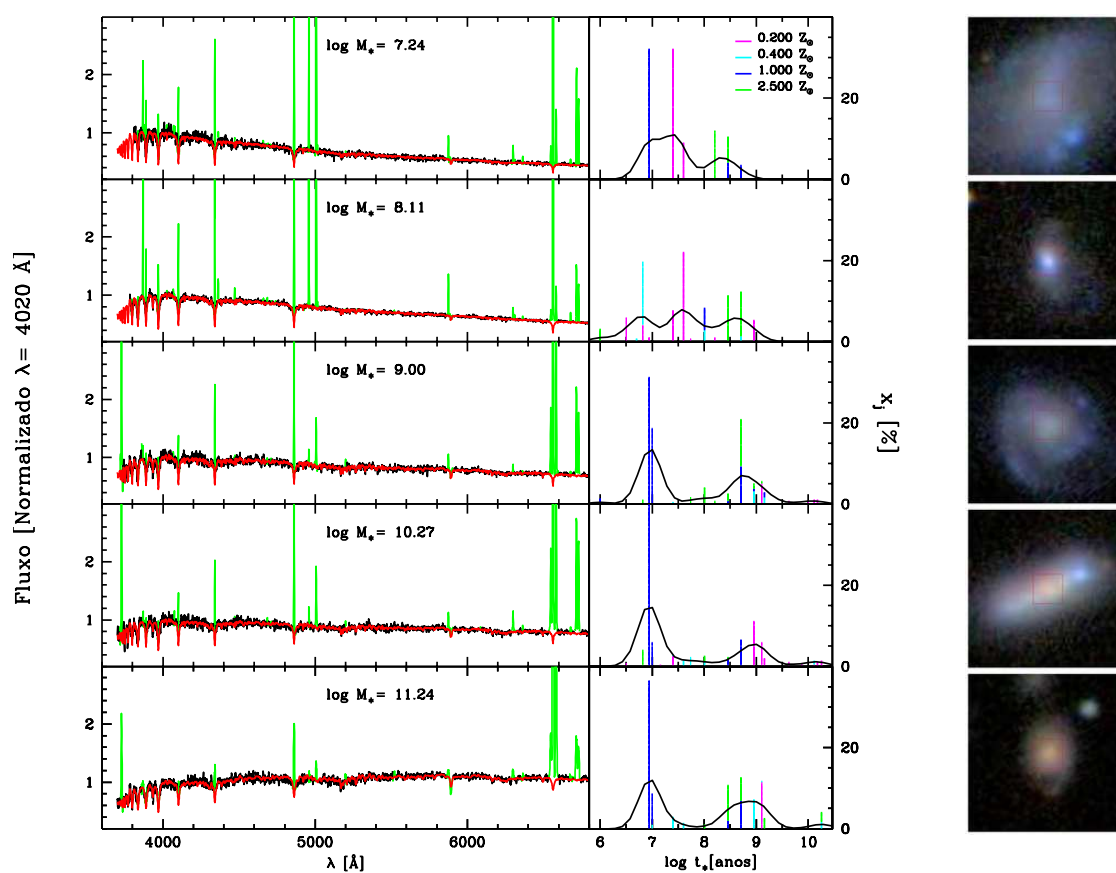 Fluxo [Normalizado λ= 4020 Å]
2
1
log M*= 7.24
2
1
log M*= 8.11
2
1
log M*= 9.00
2
1
log M*= 10.27
2
1
log M*= 11.24
4000
5000
6000
λ [Å]
0.200 Z⊙
0.400 Z⊙
1.000 Z⊙
2.500 Z⊙
20
0
20
0
20
0
20
0
20
0
xj [%]
6
7
8
9
10
log t*[anos]